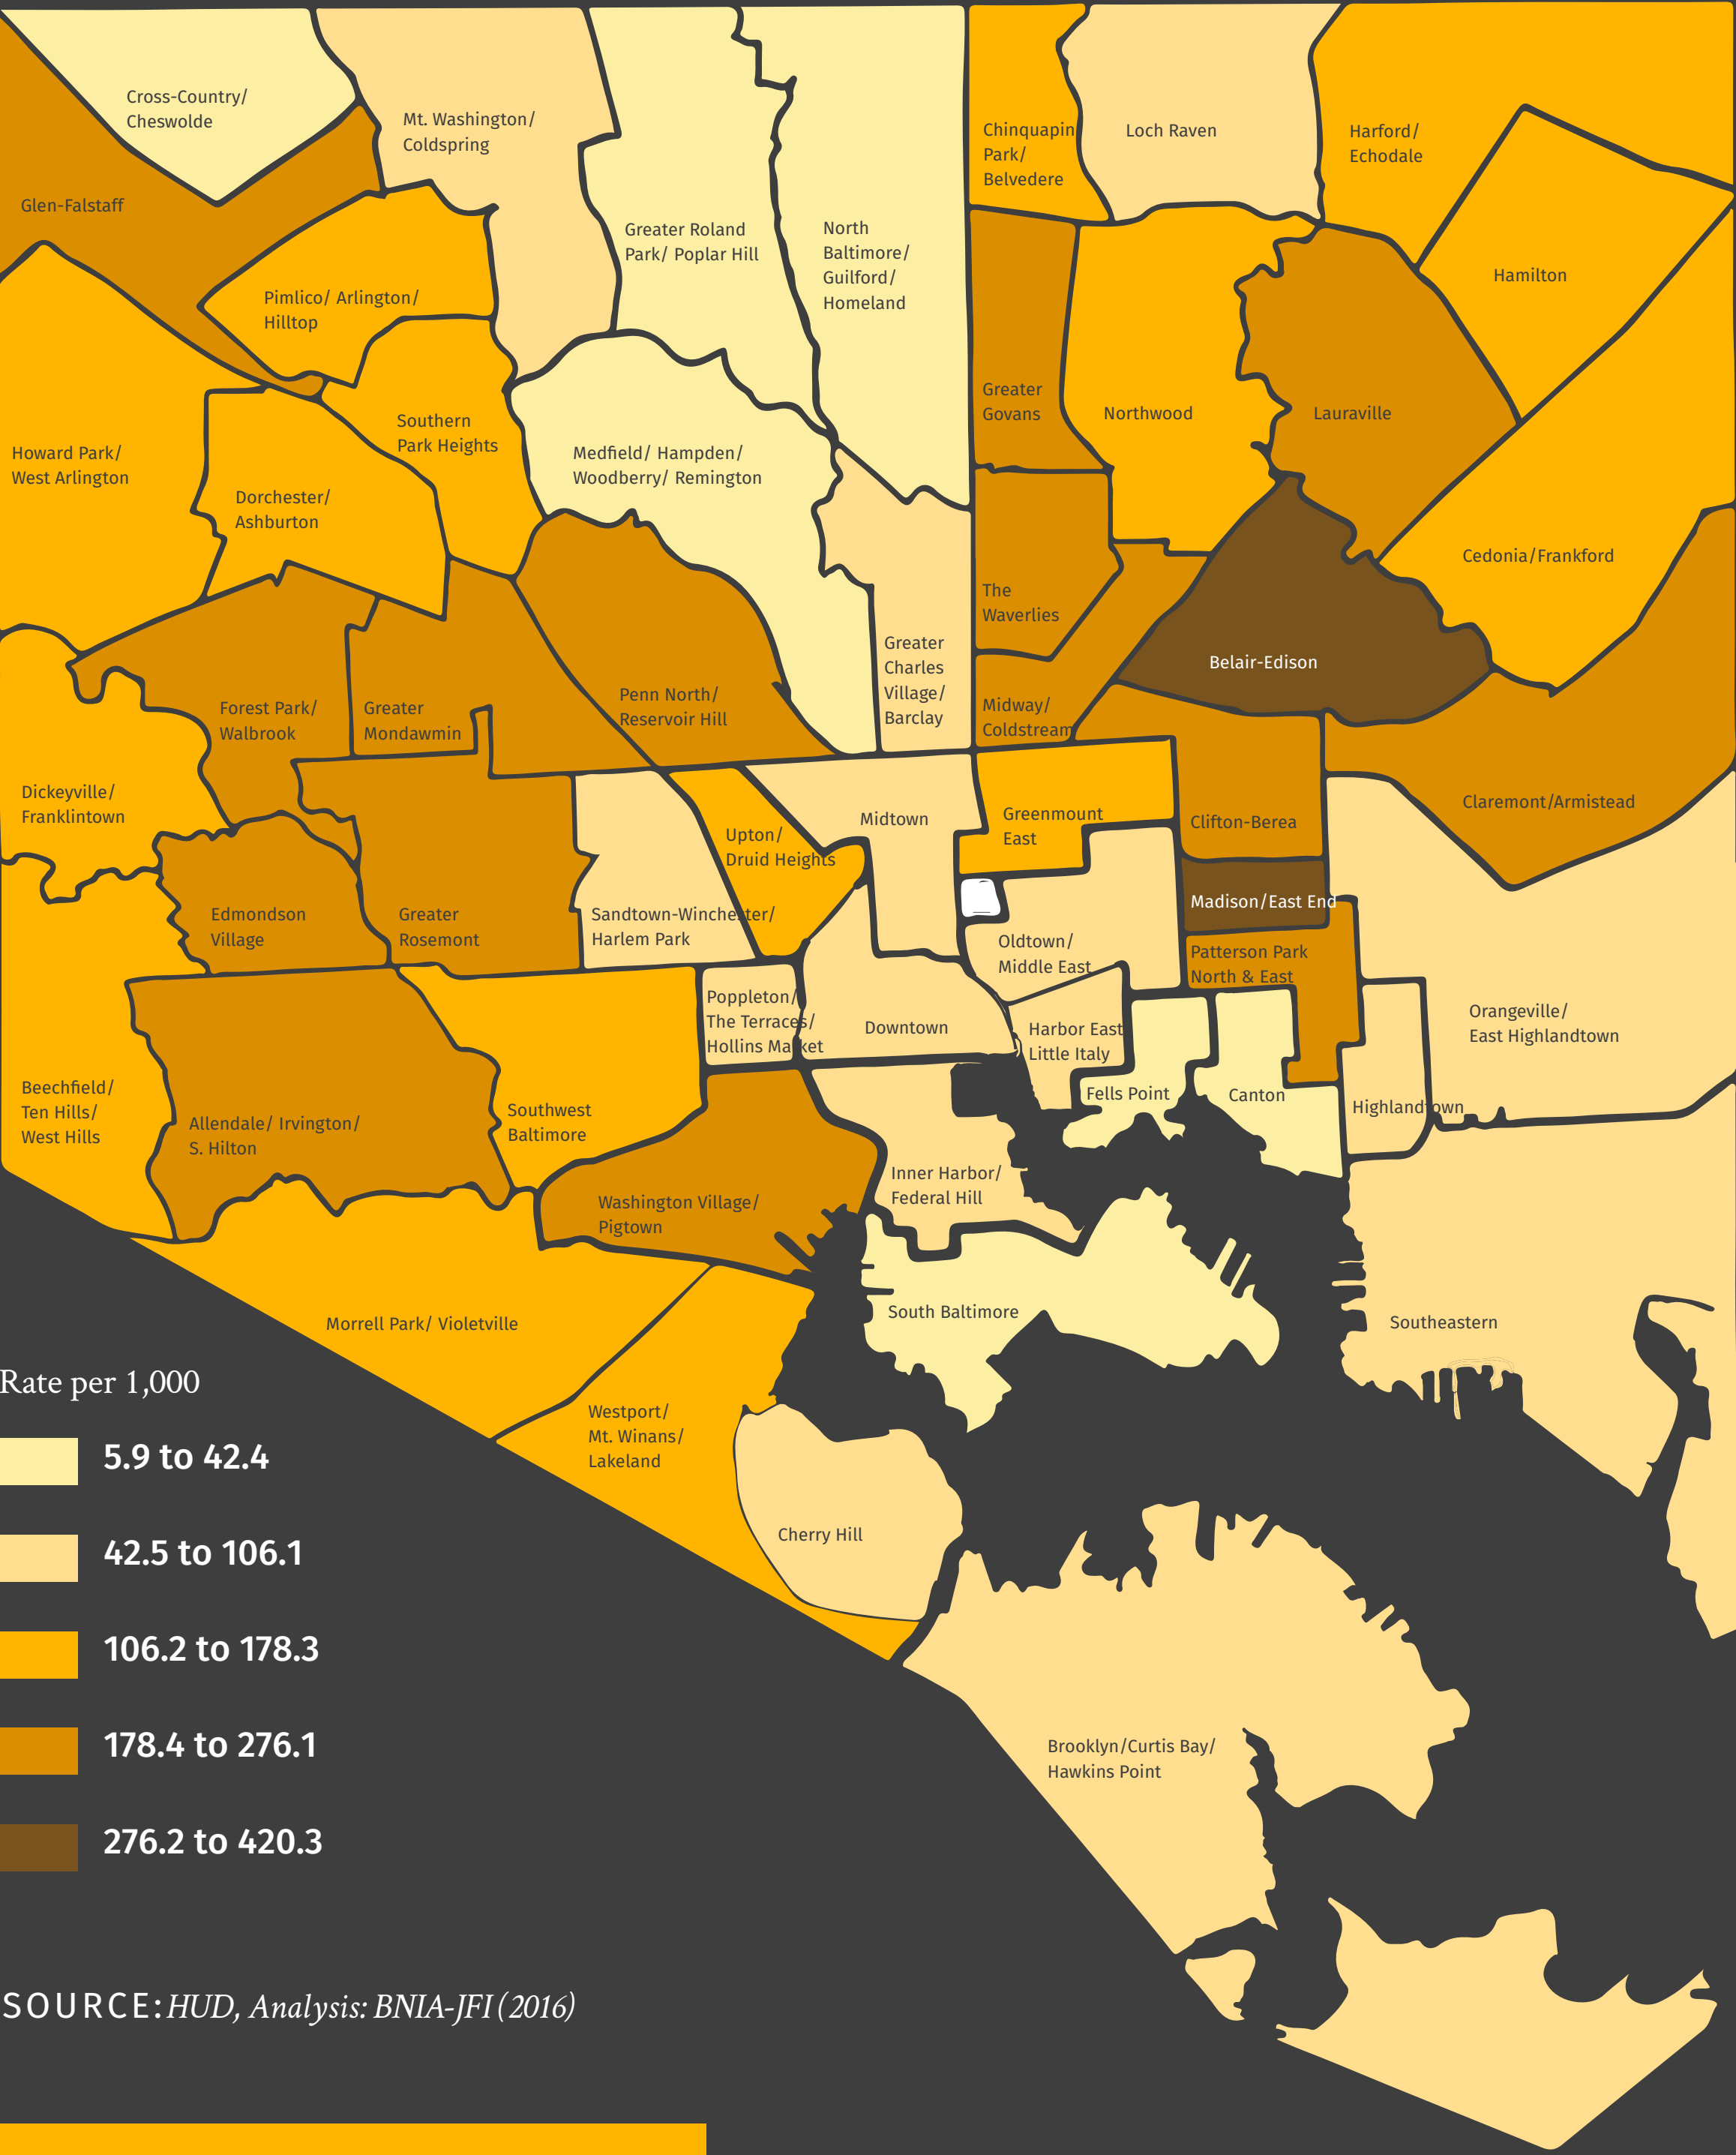 Cross-Country/
Cheswolde
Mt. Washington/
Coldspring
Chinquapin
Park/
Belvedere
Loch Raven
Harford/
Echodale
Glen-Falstaff
Greater Roland
Park/ Poplar Hill
North
Baltimore/
Guilford/
Homeland
Hamilton
Pimlico/ Arlington/
Hilltop
Greater
Govans
Northwood
Lauraville
Southern
Park Heights
Howard Park/
West Arlington
Medfield/ Hampden/
Woodberry/ Remington
Dorchester/
Ashburton
Cedonia/Frankford
The
Waverlies
Greater
Charles
Village/
Barclay
Belair-Edison
Penn North/
Reservoir Hill
Forest Park/
Walbrook
Greater
Mondawmin
Midway/
Coldstream
Dickeyville/
Franklintown
Midtown
Greenmount
East
Clifton-Berea
Claremont/Armistead
Upton/
Druid Heights
Madison/East End
Edmondson
Village
Greater
Rosemont
Sandtown-Winchester/
Harlem Park
Oldtown/
Middle East
Patterson Park
North & East
Poppleton/
The Terraces/
Hollins Market
Downtown
Harbor East
Little Italy
Orangeville/
East Highlandtown
Beechfield/
Ten Hills/
West Hills
Allendale/ Irvington/
S. Hilton
Southwest
Baltimore
Fells Point
Canton
Highlandtown
Inner Harbor/
Federal Hill
Washington Village/
Pigtown
South Baltimore
Southeastern
Morrell Park/ Violetville
Westport/
Mt. Winans/
Lakeland
Cherry Hill
Brooklyn/Curtis Bay/
Hawkins Point
Rate per 1,000
5.9 to 42.4
42.5 to 106.1
106.2 to 178.3
178.4 to 276.1
276.2 to 420.3
SOURCE: HUD, Analysis: BNIA-JFI (2016)